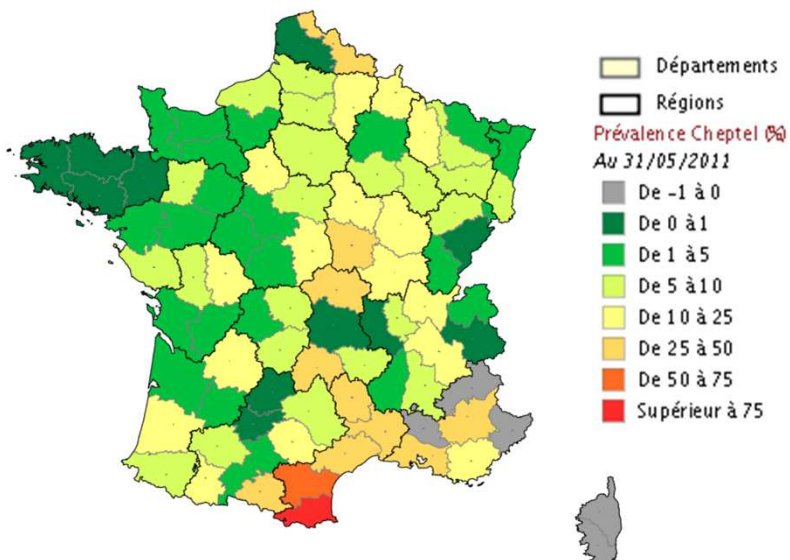 Départements
Régions
Prévalence Cheptel (%)
Au 31/05/2011
De -1 à 0
De 0 à 1
De 1 à 5
De 5 à 10
De 10 à 25
De 25 à 50
De 50 à 75
Supérieur à 75